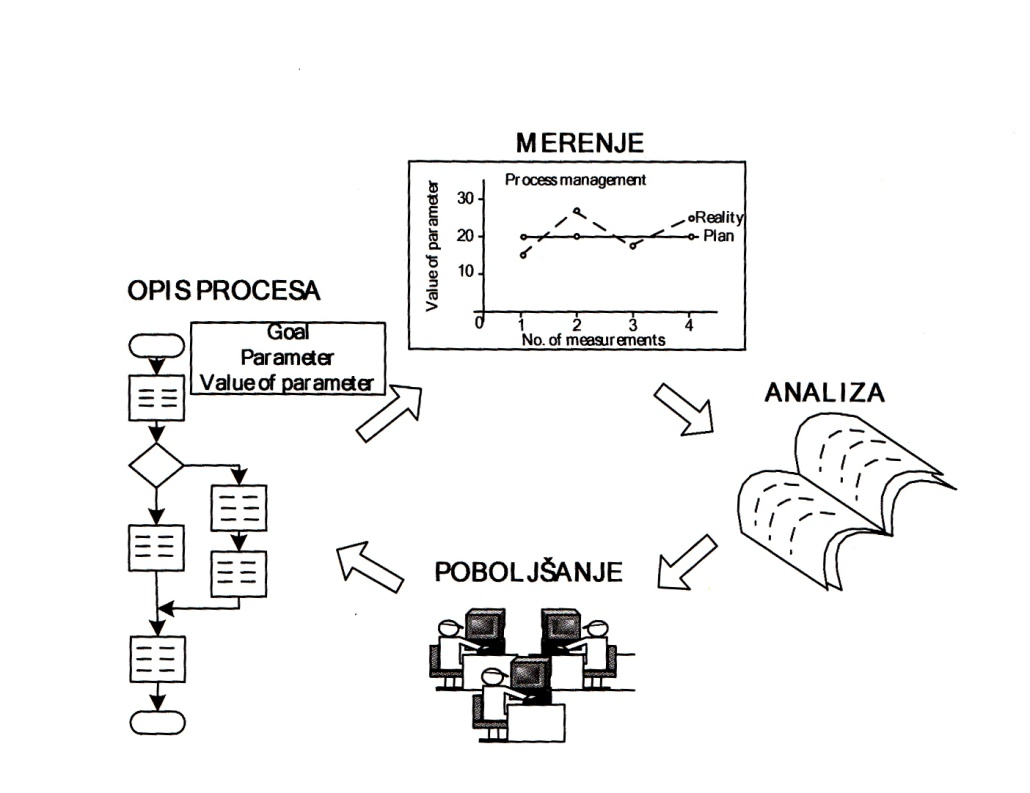 MERENJE
Process management
Value of parameter
30
20
10
0
1
2
3
4
No. of measurements
Reality
Plan
OPIS PROCESA
Goal
Parameter
Value of parameter
ANALIZA
POBOLJŠANJE